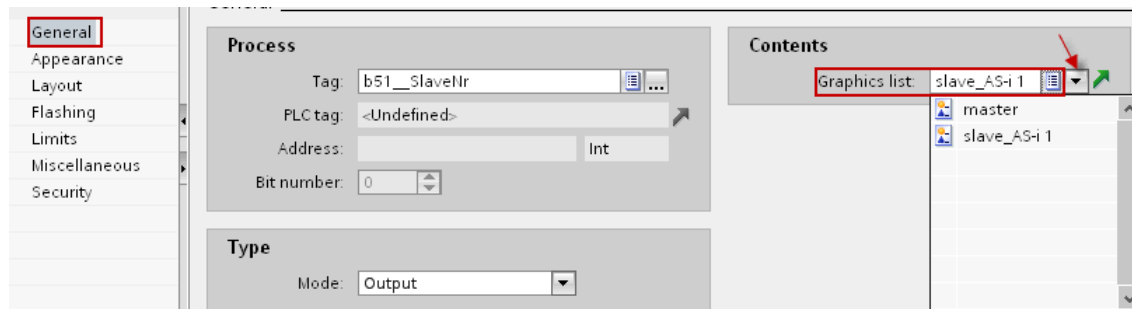 General
Appearance
Layout
Flashing
Limits
Miscellaneous
Security
Process
Tag: b51__SlaveNr ...
PLC tag: <Undefined>
Address: Int
Bit number: 0
Type
Mode: Output
Contents
Graphics list: slave_AS-i 1
master
slave_AS-i 1